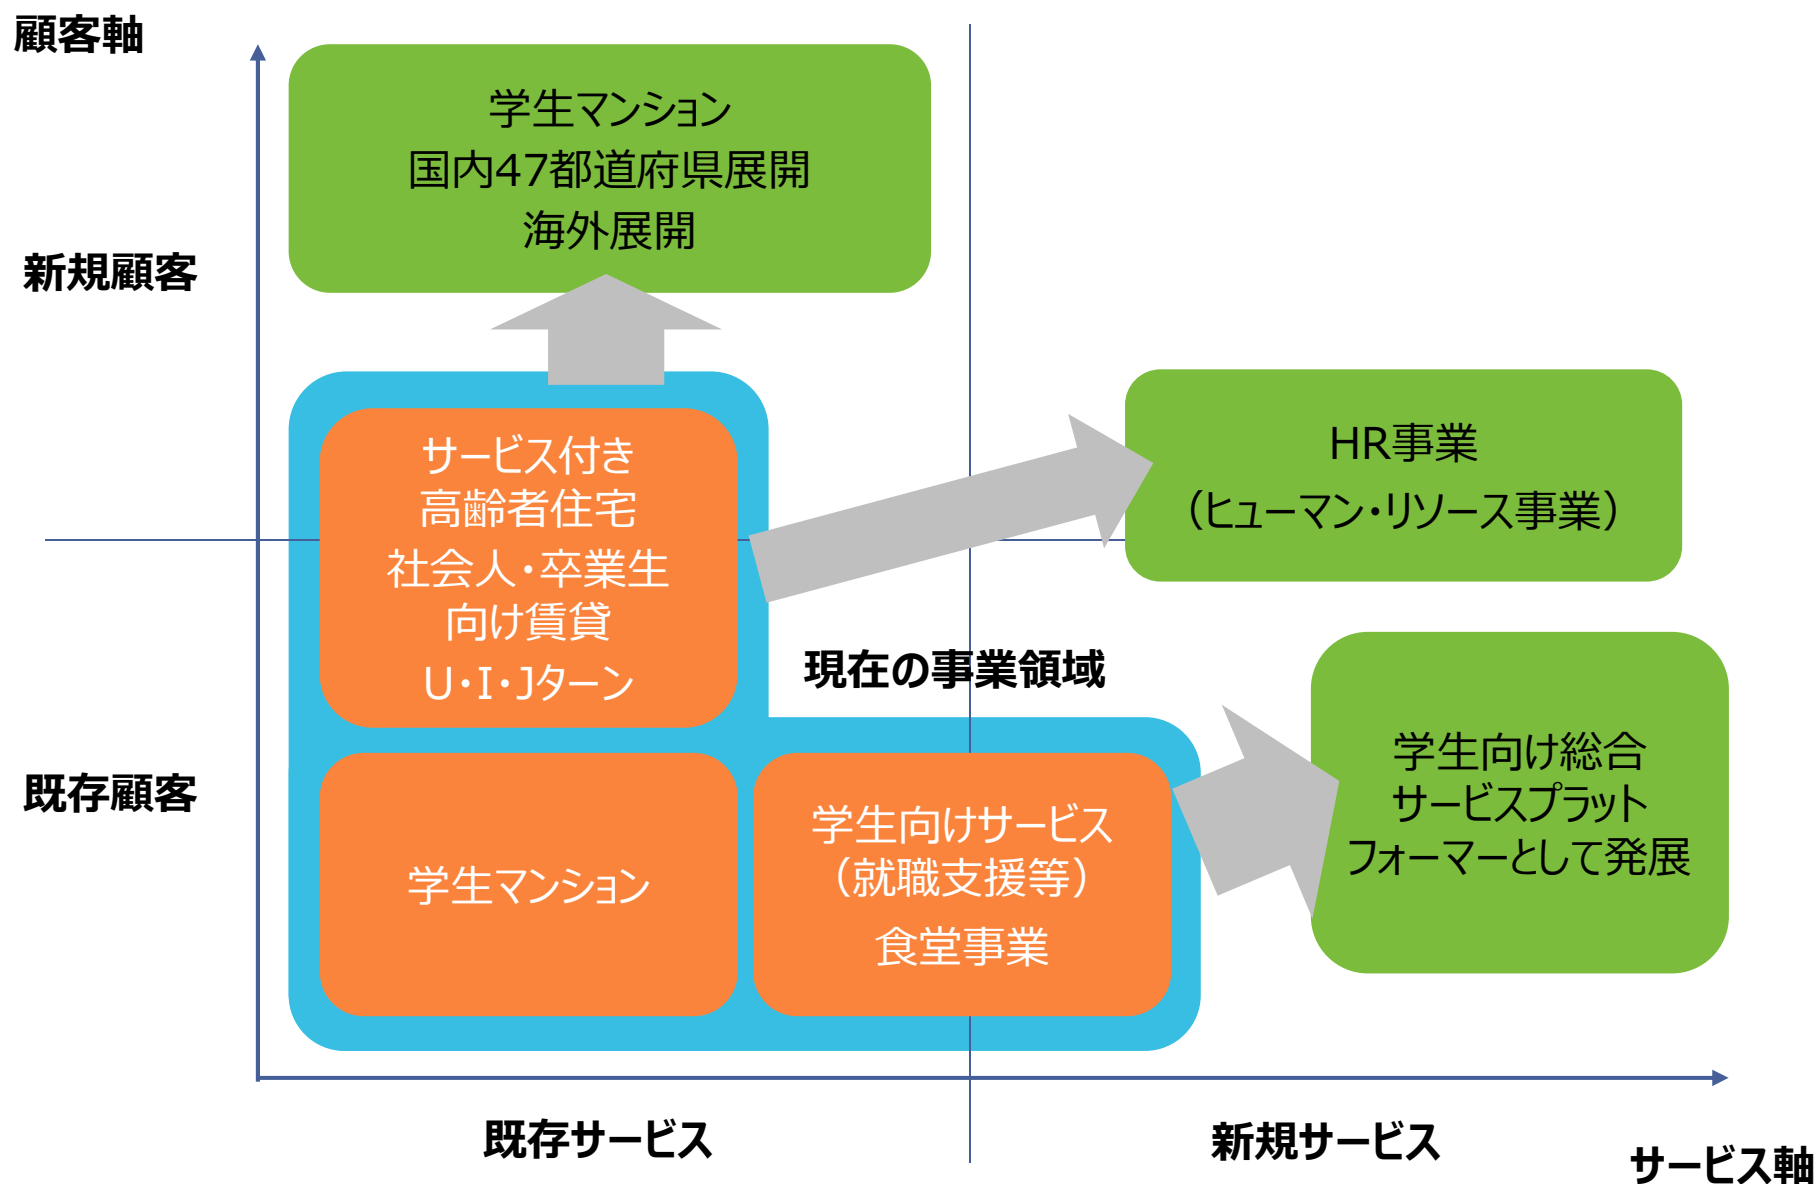 顧客軸
学生マンション
国内47都道府県展開
海外展開
新規顧客
サービス付き
高齢者住宅
社会人・卒業生
向け賃貸
U・I・Jターン
HR事業
（ヒューマン・リソース事業）
現在の事業領域
既存顧客
学生マンション
学生向けサービス
（就職支援等）
食堂事業
学生向け総合
サービスプラット
フォーマーとして発展
既存サービス
新規サービス
サービス軸